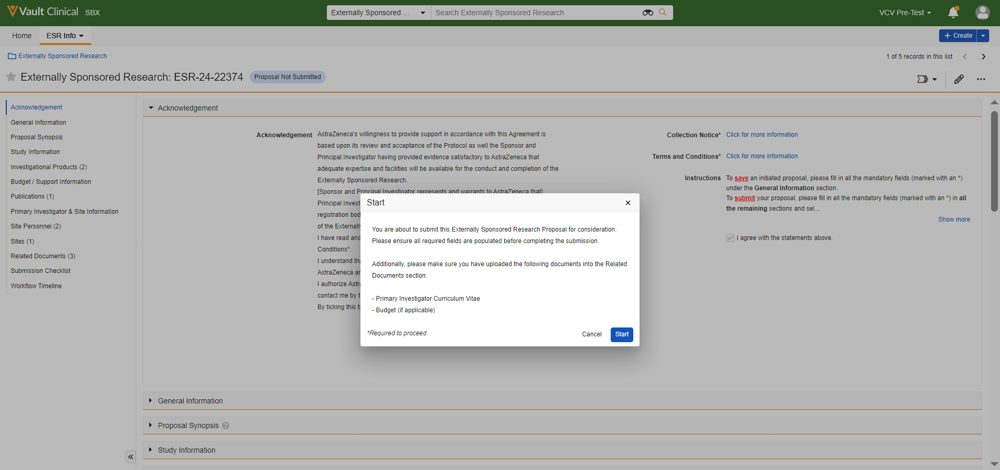 Vault Clinical SBX
Externally Sponsored ...
Search Externally Sponsored Research
VCV Pre-Test
Home
ESR Info
+ Create
Externally Sponsored Research
1 of 5 records in this list
Externally Sponsored Research: ESR-24-22374
Proposal Not Submitted
Acknowledgement
General Information
Proposal Synopsis
Study Information
Investigational Products (2)
Budget / Support Information
Publications (1)
Primary Investigator & Site Information
Site Personnel (2)
Sites (1)
Related Documents (3)
Submission Checklist
Workflow Timeline
Acknowledgement
Acknowledgement
AstraZeneca's willingness to provide support in accordance with this Agreement is
based upon its review and acceptance of the Protocol as well the Sponsor and
Principal Investigator having provided evidence satisfactory to AstraZeneca that
adequate expertise and facilities will be available for the conduct and completion of the
Externally Sponsored Research.
[Sponsor and Principal Investigator represents and warrants to AstraZeneca that]
Principal Invest
registration bod
of the Externally
I have read and
Conditions*.
I understand tha
AstraZeneca an
I authorize Astra
contact me by t
By ticking this b
Collection Notice* Click for more information
Terms and Conditions* Click for more information
Instructions To save an initiated proposal, please fill in all the mandatory fields (marked with an *)
under the General Information section.
To submit your proposal, please fill in all the mandatory fields (marked with an *) in all
the remaining sections and sel...
Show more
I agree with the statements above.
Start
You are about to submit this Externally Sponsored Research Proposal for consideration.
Please ensure all required fields are populated before completing the submission.
Additionally, please make sure you have uploaded the following documents into the Related
Documents section:
- Primary Investigator Curriculum Vitae
- Budget (if applicable)
*Required to proceed
Cancel
Start
General Information
Proposal Synopsis ?
Study Information